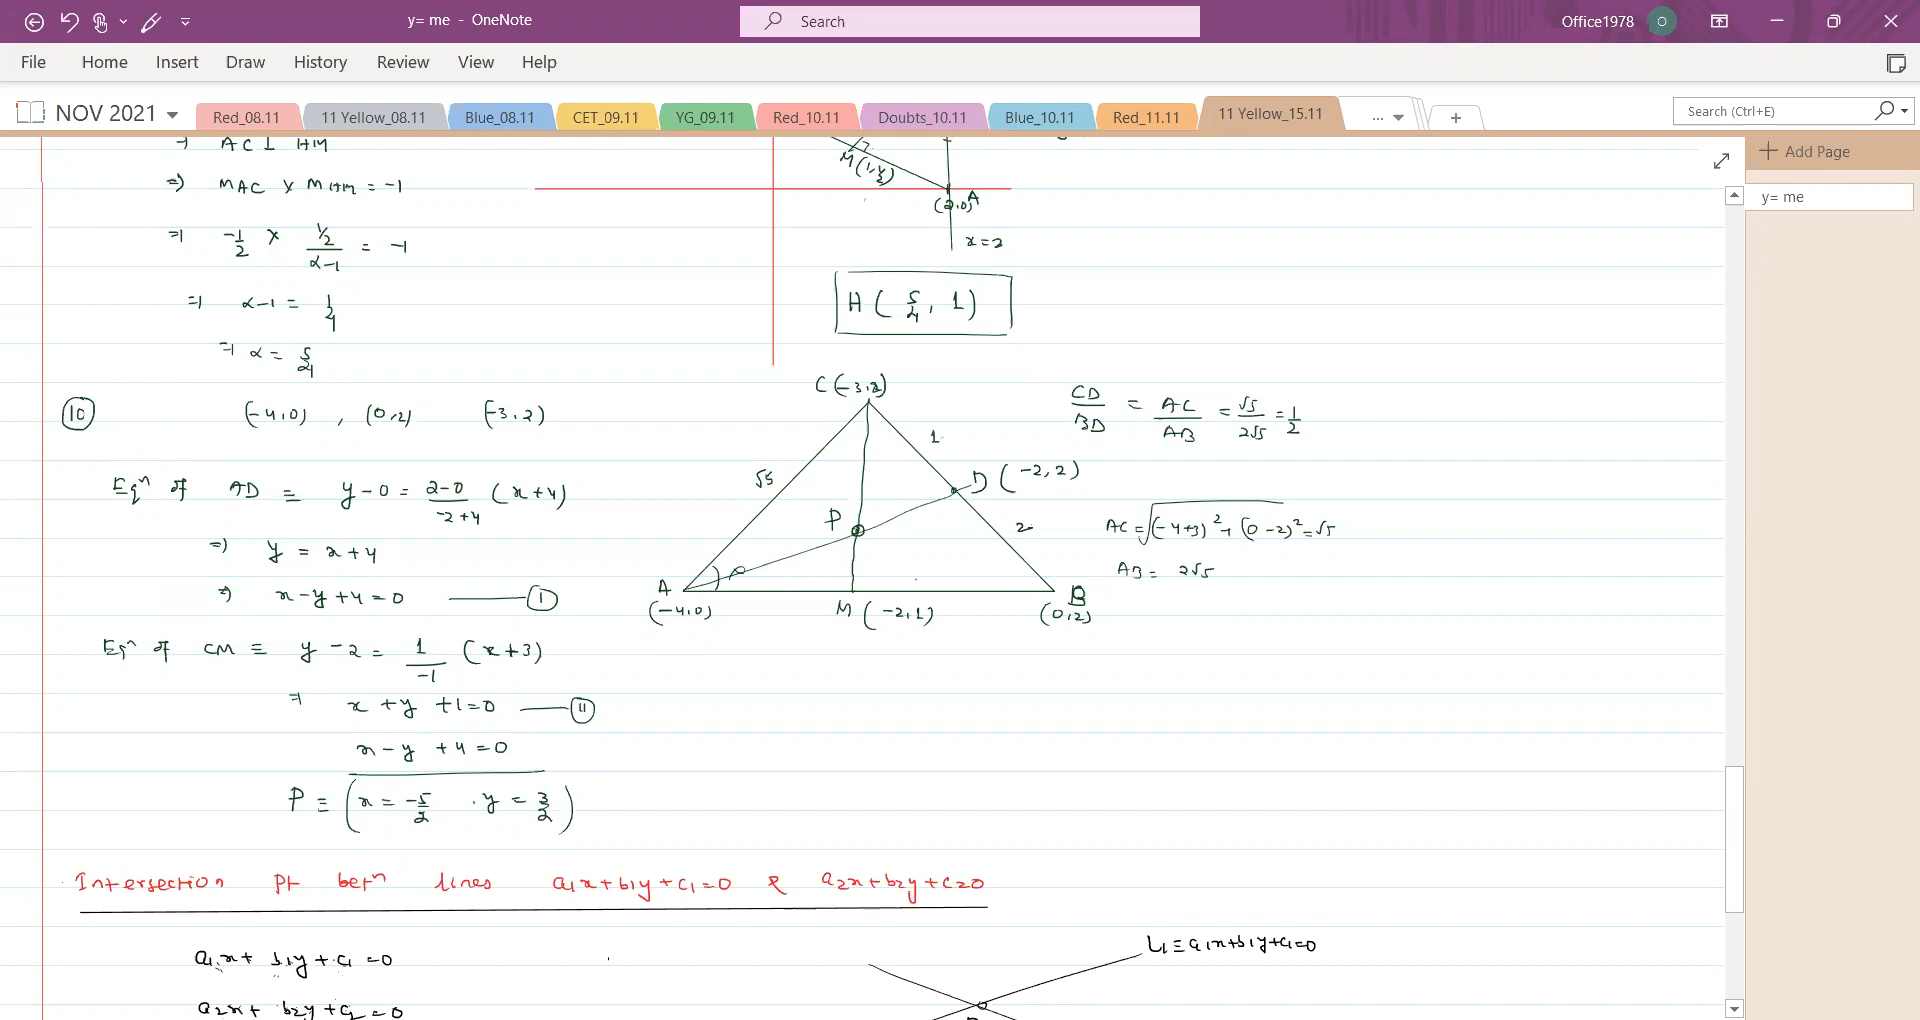 y= me - OneNote
Search
Office1978
O
File Home Insert Draw History Review View Help
NOV 2021
Red_08.11 11 Yellow_08.11 Blue_08.11 CET_09.11 YG_09.11 Red_10.11 Doubts_10.11 Blue_10.11 Red_11.11 11 Yellow_15.11 ... +
Search (Ctrl+E)
Add Page
y= me
⇒ AC ⊥ HM
⇒ MAC × MHM = -1
⇒ -1/2 × (1/2)/(α-1) = -1
⇒ α-1 = 1/4
⇒ α = 5/4
M(1,1/2)
(2,0) A
x=2
H (5/4, 1)
10 (-4,0) , (0,2) (-3,2)
Eqn of AD ≡ y-0 = (2-0)/(-2+4) (x+4)
⇒ y = x+4
⇒ x-y+4=0 ——— I
Eqn of CM ≡ y-2 = 1/-1 (x+3)
⇒ x+y+1=0 —— II
x-y+4=0
P ≡ (x = -5/2 , y = 3/2)
C(-3,2)
√5
1
D (-2,2)
P
2
A
(-4,0)
M (-2,1)
B
(0,2)
CD/BD = AC/AB = √5/2√5 = 1/2
AC = √(-4+3)²+(0-2)² = √5
AB = 2√5
Intersection pt betn lines a1x+b1y+c1=0 & a2x+b2y+c2=0
a1x+ b1y+c1=0
a2x+ b2y+c2=0
L1≡a1x+b1y+c1=0